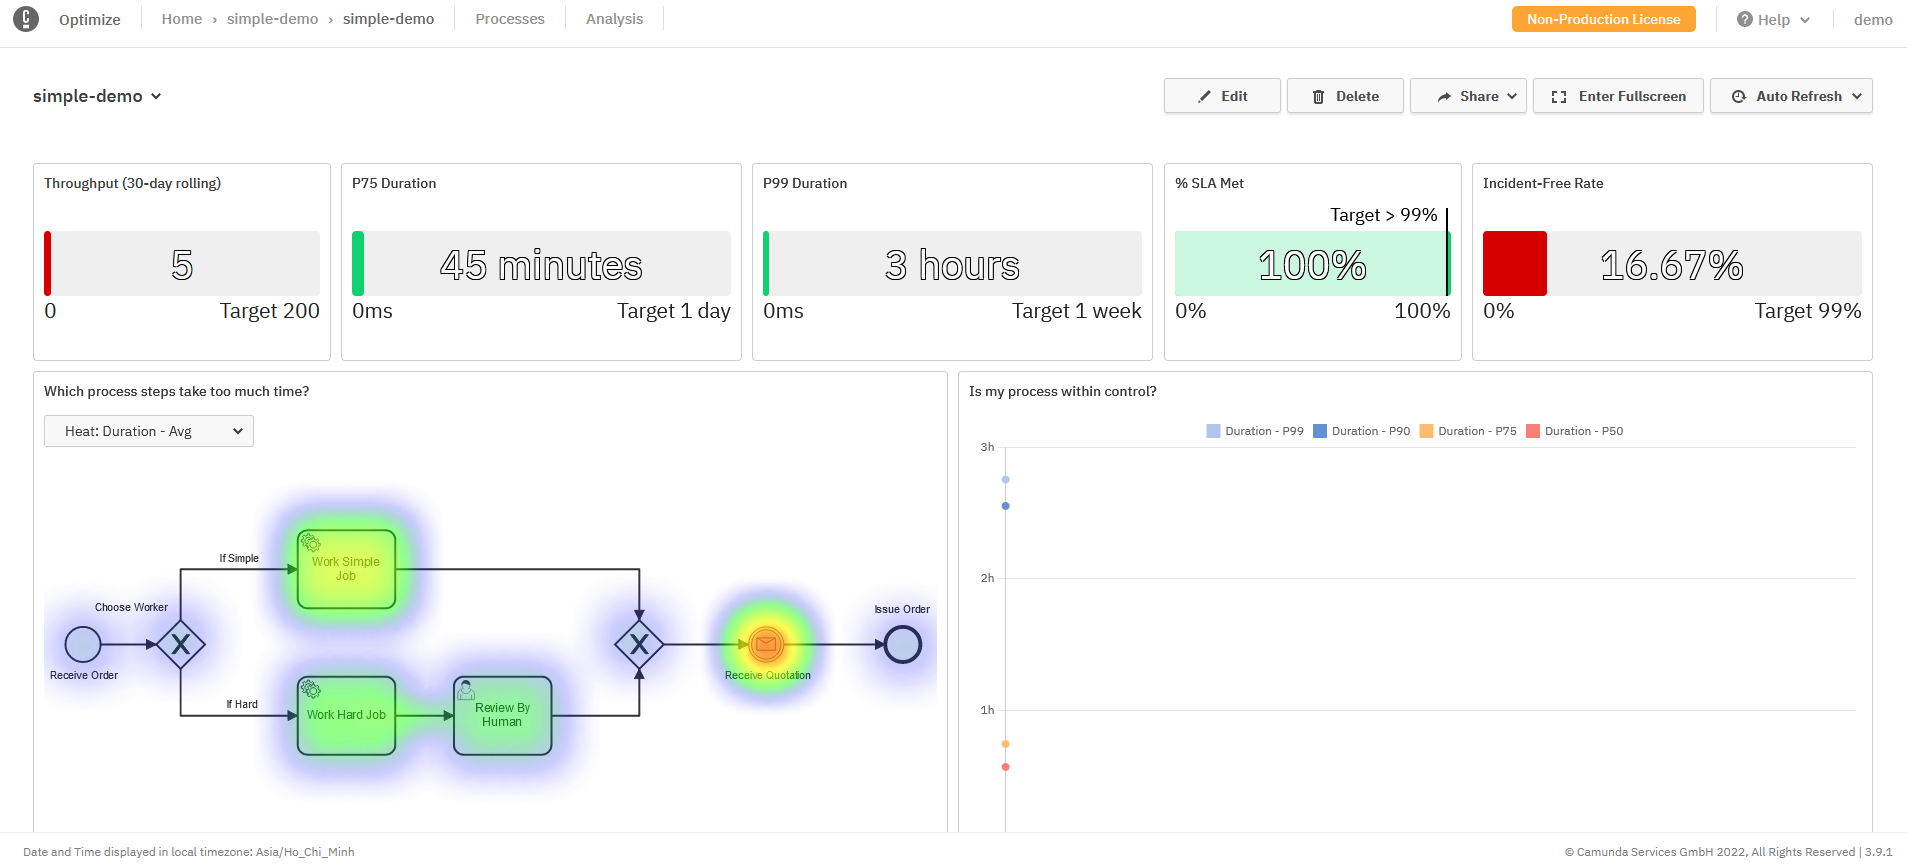 Optimize Home › simple-demo › simple-demo Processes Analysis Non-Production License Help demo
simple-demo Edit Delete Share Enter Fullscreen Auto Refresh
Throughput (30-day rolling)
5
0 Target 200
P75 Duration
45 minutes
0ms Target 1 day
P99 Duration
3 hours
0ms Target 1 week
% SLA Met
Target > 99%
100%
0% 100%
Incident-Free Rate
16.67%
0% Target 99%
Which process steps take too much time?
Heat: Duration - Avg
If Simple
Work Simple
Job
Choose Worker
Issue Order
Receive Order
Receive Quotation
If Hard
Work Hard Job
Review By
Human
Is my process within control?
Duration - P99 Duration - P90 Duration - P75 Duration - P50
3h
2h
1h
Date and Time displayed in local timezone: Asia/Ho_Chi_Minh
© Camunda Services GmbH 2022, All Rights Reserved | 3.9.1